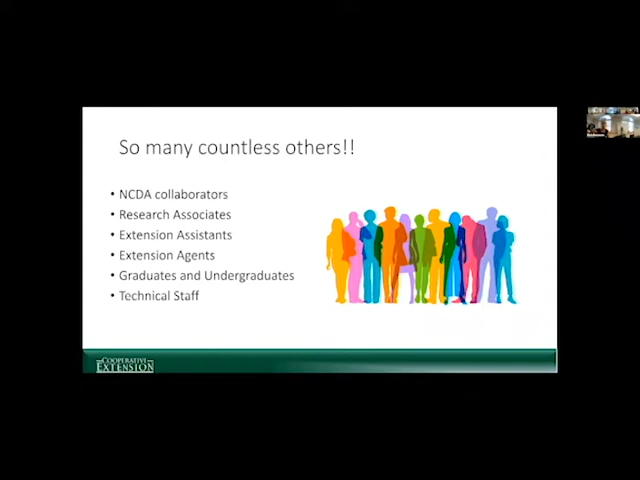 So many countless others!!
• NCDA collaborators
• Research Associates
• Extension Assistants
• Extension Agents
• Graduates and Undergraduates
• Technical Staff
COOPERATIVE
EXTENSION